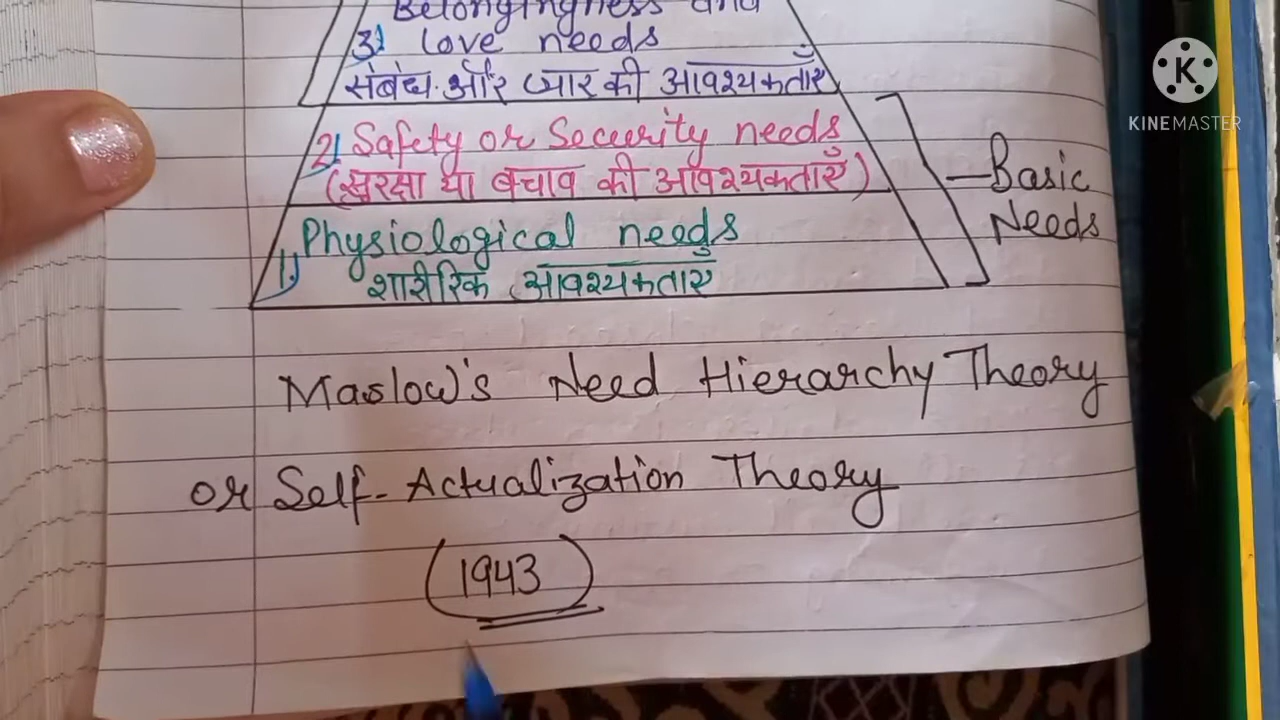 Belongingness and
3) Love needs
संबंध और प्यार की आवश्यकताएँ
2) Safety or Security needs
(सुरक्षा या बचाव की आवश्यकताएँ)
1.) Physiological needs
शारीरिक आवश्यकताएँ
Basic
Needs
Maslow's Need Hierarchy Theory
or Self-Actualization Theory
(1943)
K
KINEMASTER